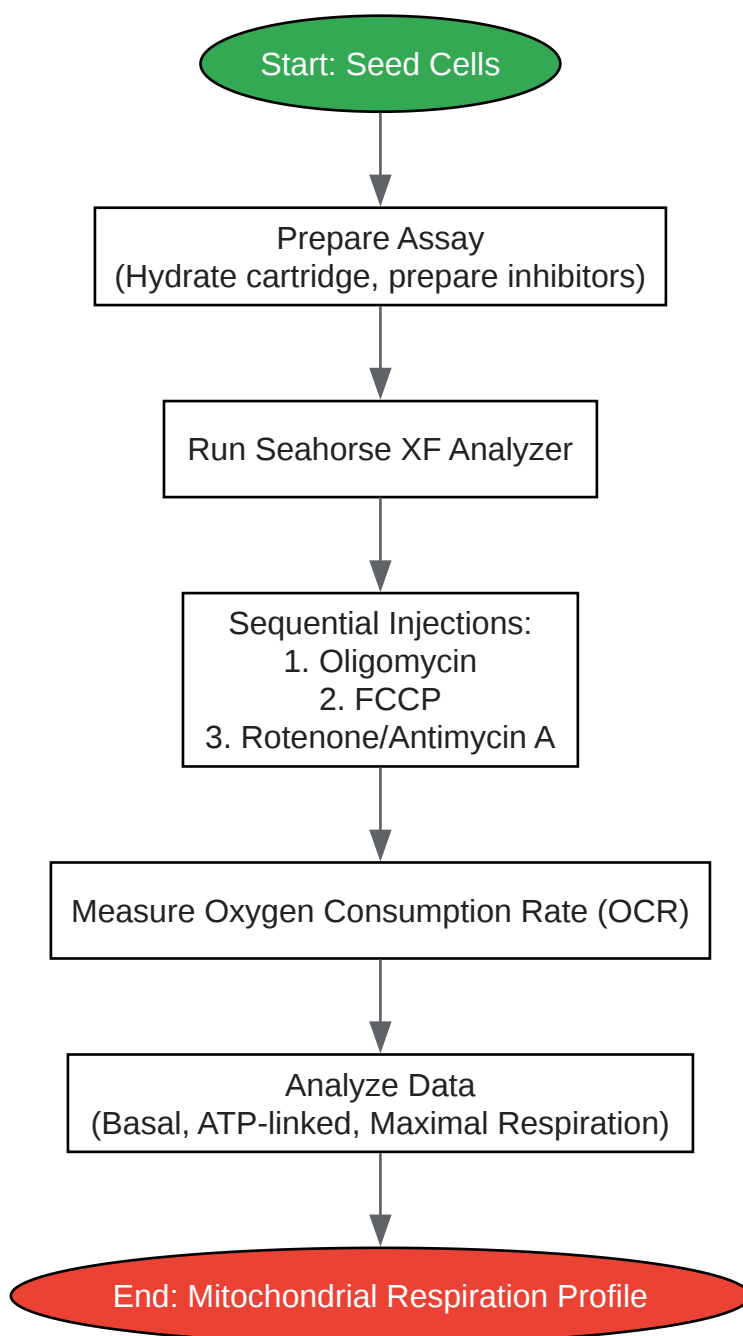 Start: Seed Cells
Prepare Assay
(Hydrate cartridge, prepare inhibitors)
Run Seahorse XF Analyzer
Sequential Injections:
1. Oligomycin
2. FCCP
3. Rotenone/Antimycin A
Measure Oxygen Consumption Rate (OCR)
Analyze Data
(Basal, ATP-linked, Maximal Respiration)
End: Mitochondrial Respiration Profile